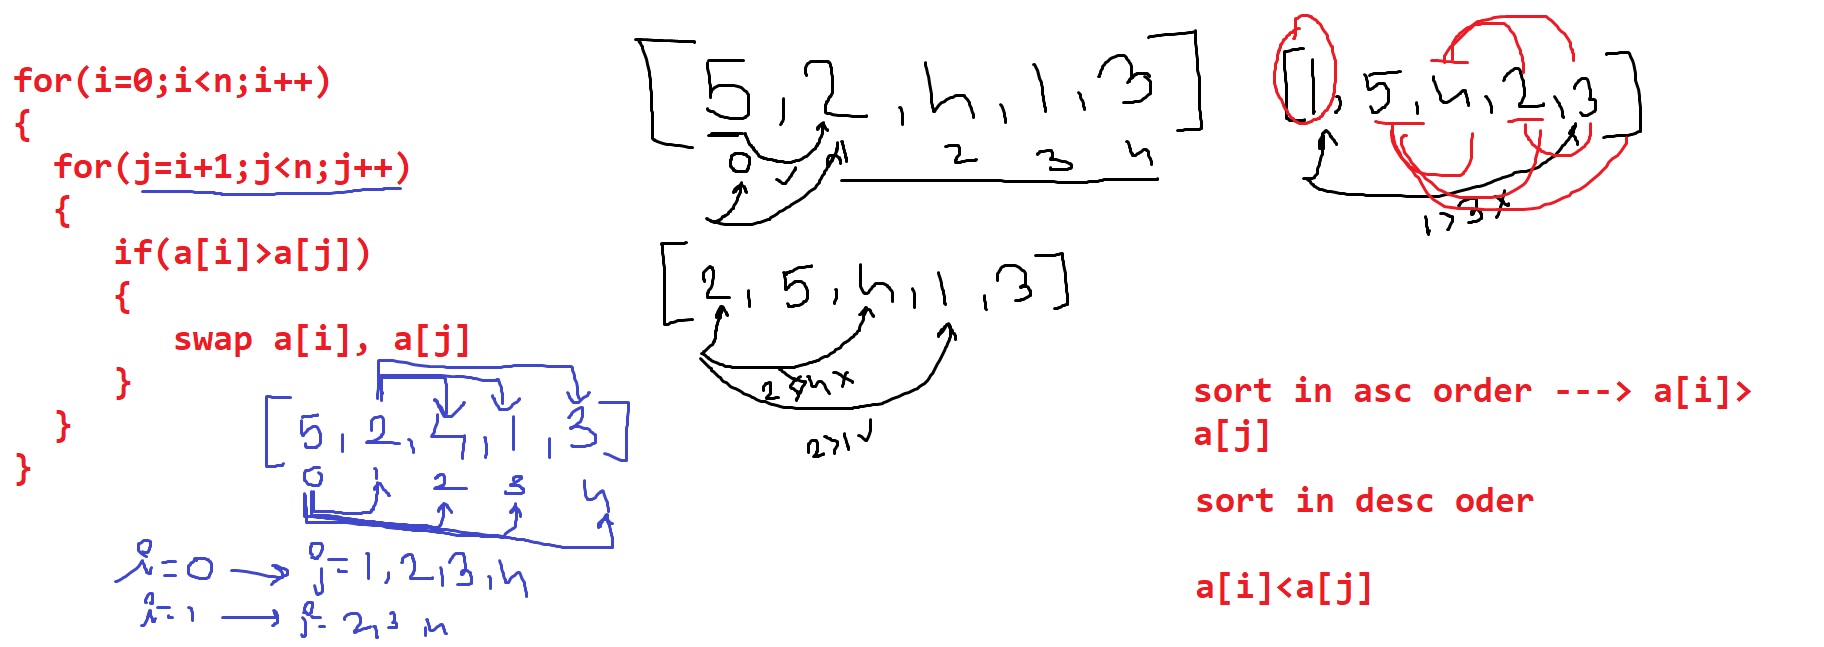 for(i=0;i<n;i++)
{
for(j=i+1;j<n;j++)
{
if(a[i]>a[j])
{
swap a[i], a[j]
}
}
}
[5, 2, 4, 1, 3]
0 1 2 3 4
i=0 → j=1,2,3,4
i=1 → j=2,3 4
[5, 2, 4, 1, 3]
0 1 2 3 4
[2, 5, 4, 1, 3]
2>4 x
2>1 ✓
[1, 5, 4, 2, 3]
1>3 x
sort in asc order ---> a[i]>
a[j]
sort in desc oder
a[i]<a[j]